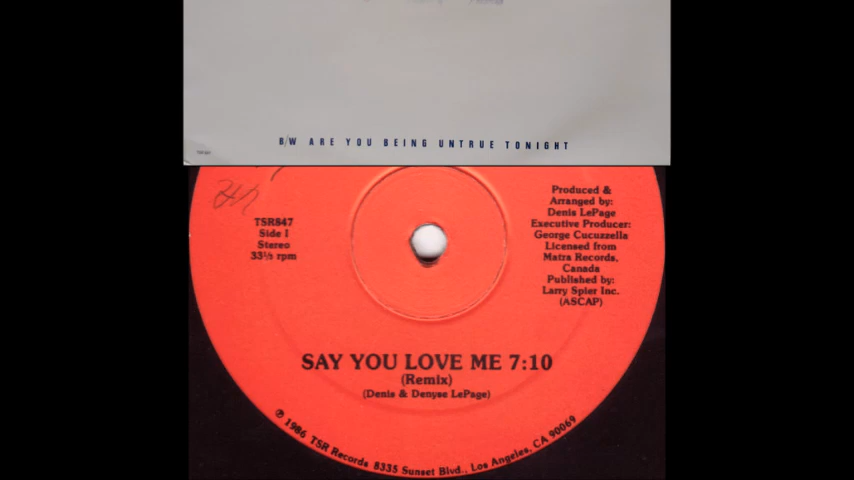 B/W ARE YOU BEING UNTRUE TONIGHT
TSR847
Side I
Stereo
33⅓ rpm
Produced &
Arranged by:
Denis LePage
Executive Producer:
George Cucuzzella
Licensed from
Matra Records,
Canada
Published by:
Larry Spier Inc.
(ASCAP)
SAY YOU LOVE ME 7:10
(Remix)
(Denis & Denyse LePage)
℗ 1986 TSR Records 8335 Sunset Blvd., Los Angeles, CA 90069